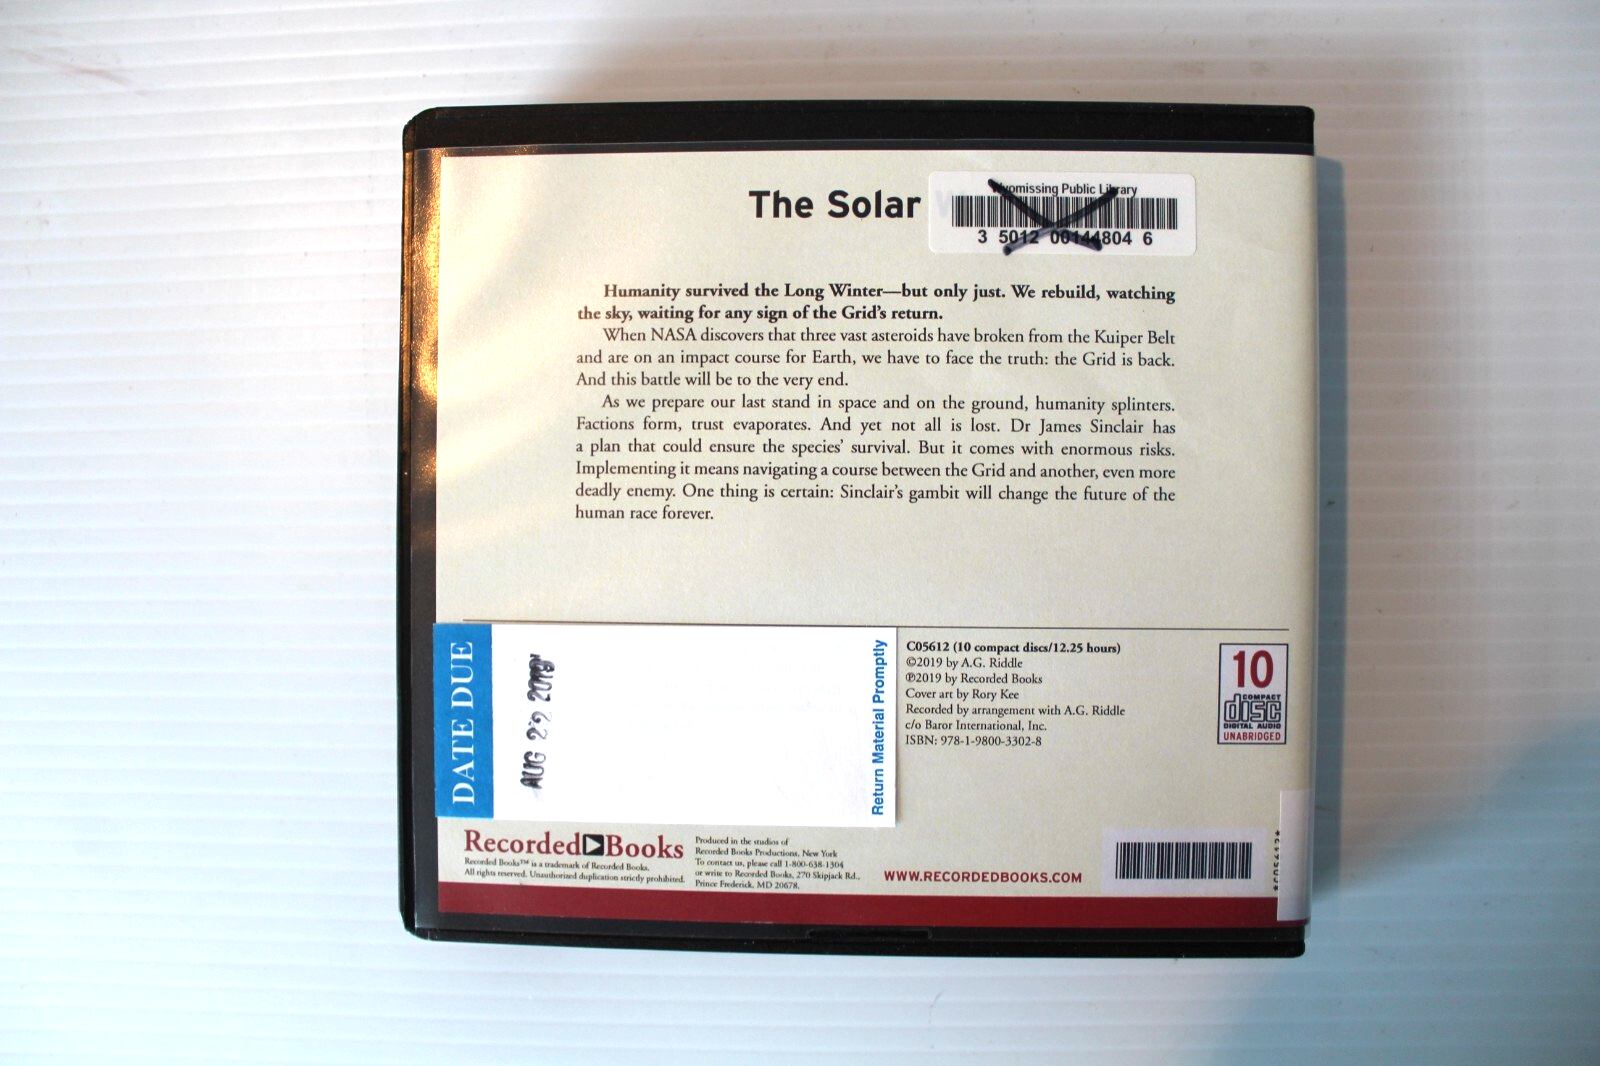 The Solar
Wyomissing Public Library
3 5012 00144804 6
Humanity survived the Long Winter—but only just. We rebuild, watching
the sky, waiting for any sign of the Grid's return.
When NASA discovers that three vast asteroids have broken from the Kuiper Belt
and are on an impact course for Earth, we have to face the truth: the Grid is back.
And this battle will be to the very end.
As we prepare our last stand in space and on the ground, humanity splinters.
Factions form, trust evaporates. And yet not all is lost. Dr James Sinclair has
a plan that could ensure the species' survival. But it comes with enormous risks.
Implementing it means navigating a course between the Grid and another, even more
deadly enemy. One thing is certain: Sinclair's gambit will change the future of the
human race forever.
DATE DUE
AUG 22 2019
Return Material Promptly
C05612 (10 compact discs/12.25 hours)
©2019 by A.G. Riddle
℗2019 by Recorded Books
Cover art by Rory Kee
Recorded by arrangement with A.G. Riddle
c/o Baror International, Inc.
ISBN: 978-1-9800-3302-8
10
COMPACT
disc
DIGITAL AUDIO
UNABRIDGED
Recorded Books
Recorded Books™ is a trademark of Recorded Books.
All rights reserved. Unauthorized duplication strictly prohibited.
Produced in the studios of
Recorded Books Productions, New York
To contact us, please call 1-800-638-1304
or write to Recorded Books, 270 Skipjack Rd.,
Prince Frederick, MD 20678.
WWW.RECORDEDBOOKS.COM